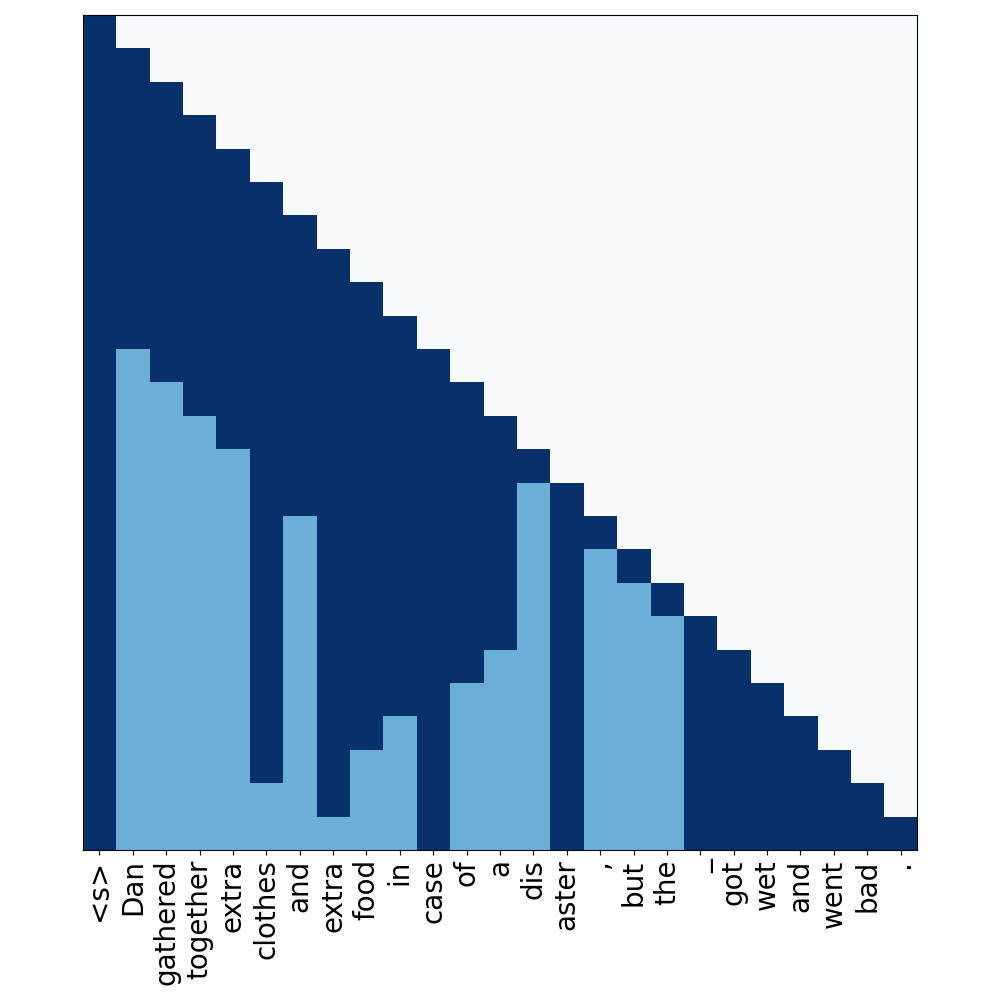 <s> Dan gathered together extra clothes and extra food in case of a dis aster , but the _ got wet and went bad .